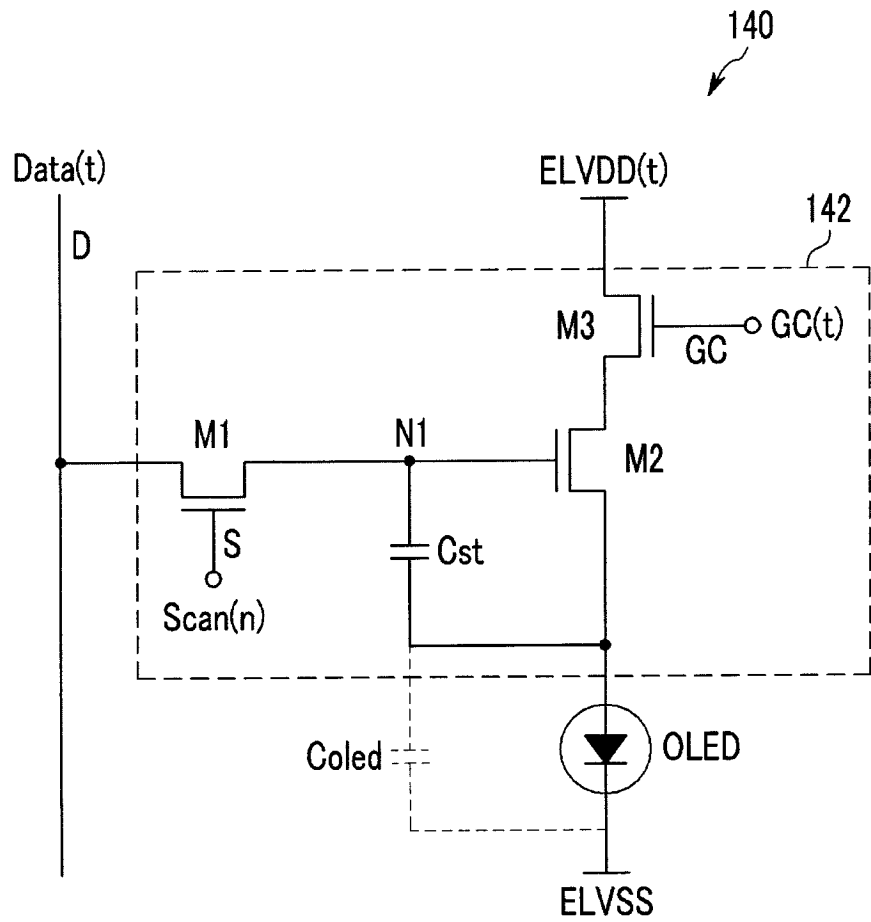 140
Data(t)
ELVDD(t)
D
142
M3
GC
GC(t)
M1
N1
M2
S
Cst
Scan(n)
Coled
OLED
ELVSS